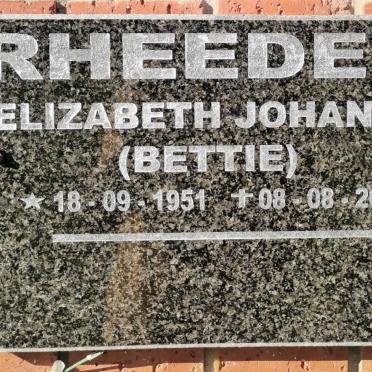 RHEEDE
ELIZABETH JOHAN
(BETTIE)
* 18 - 09 - 1951 + 08 - 08 - 2